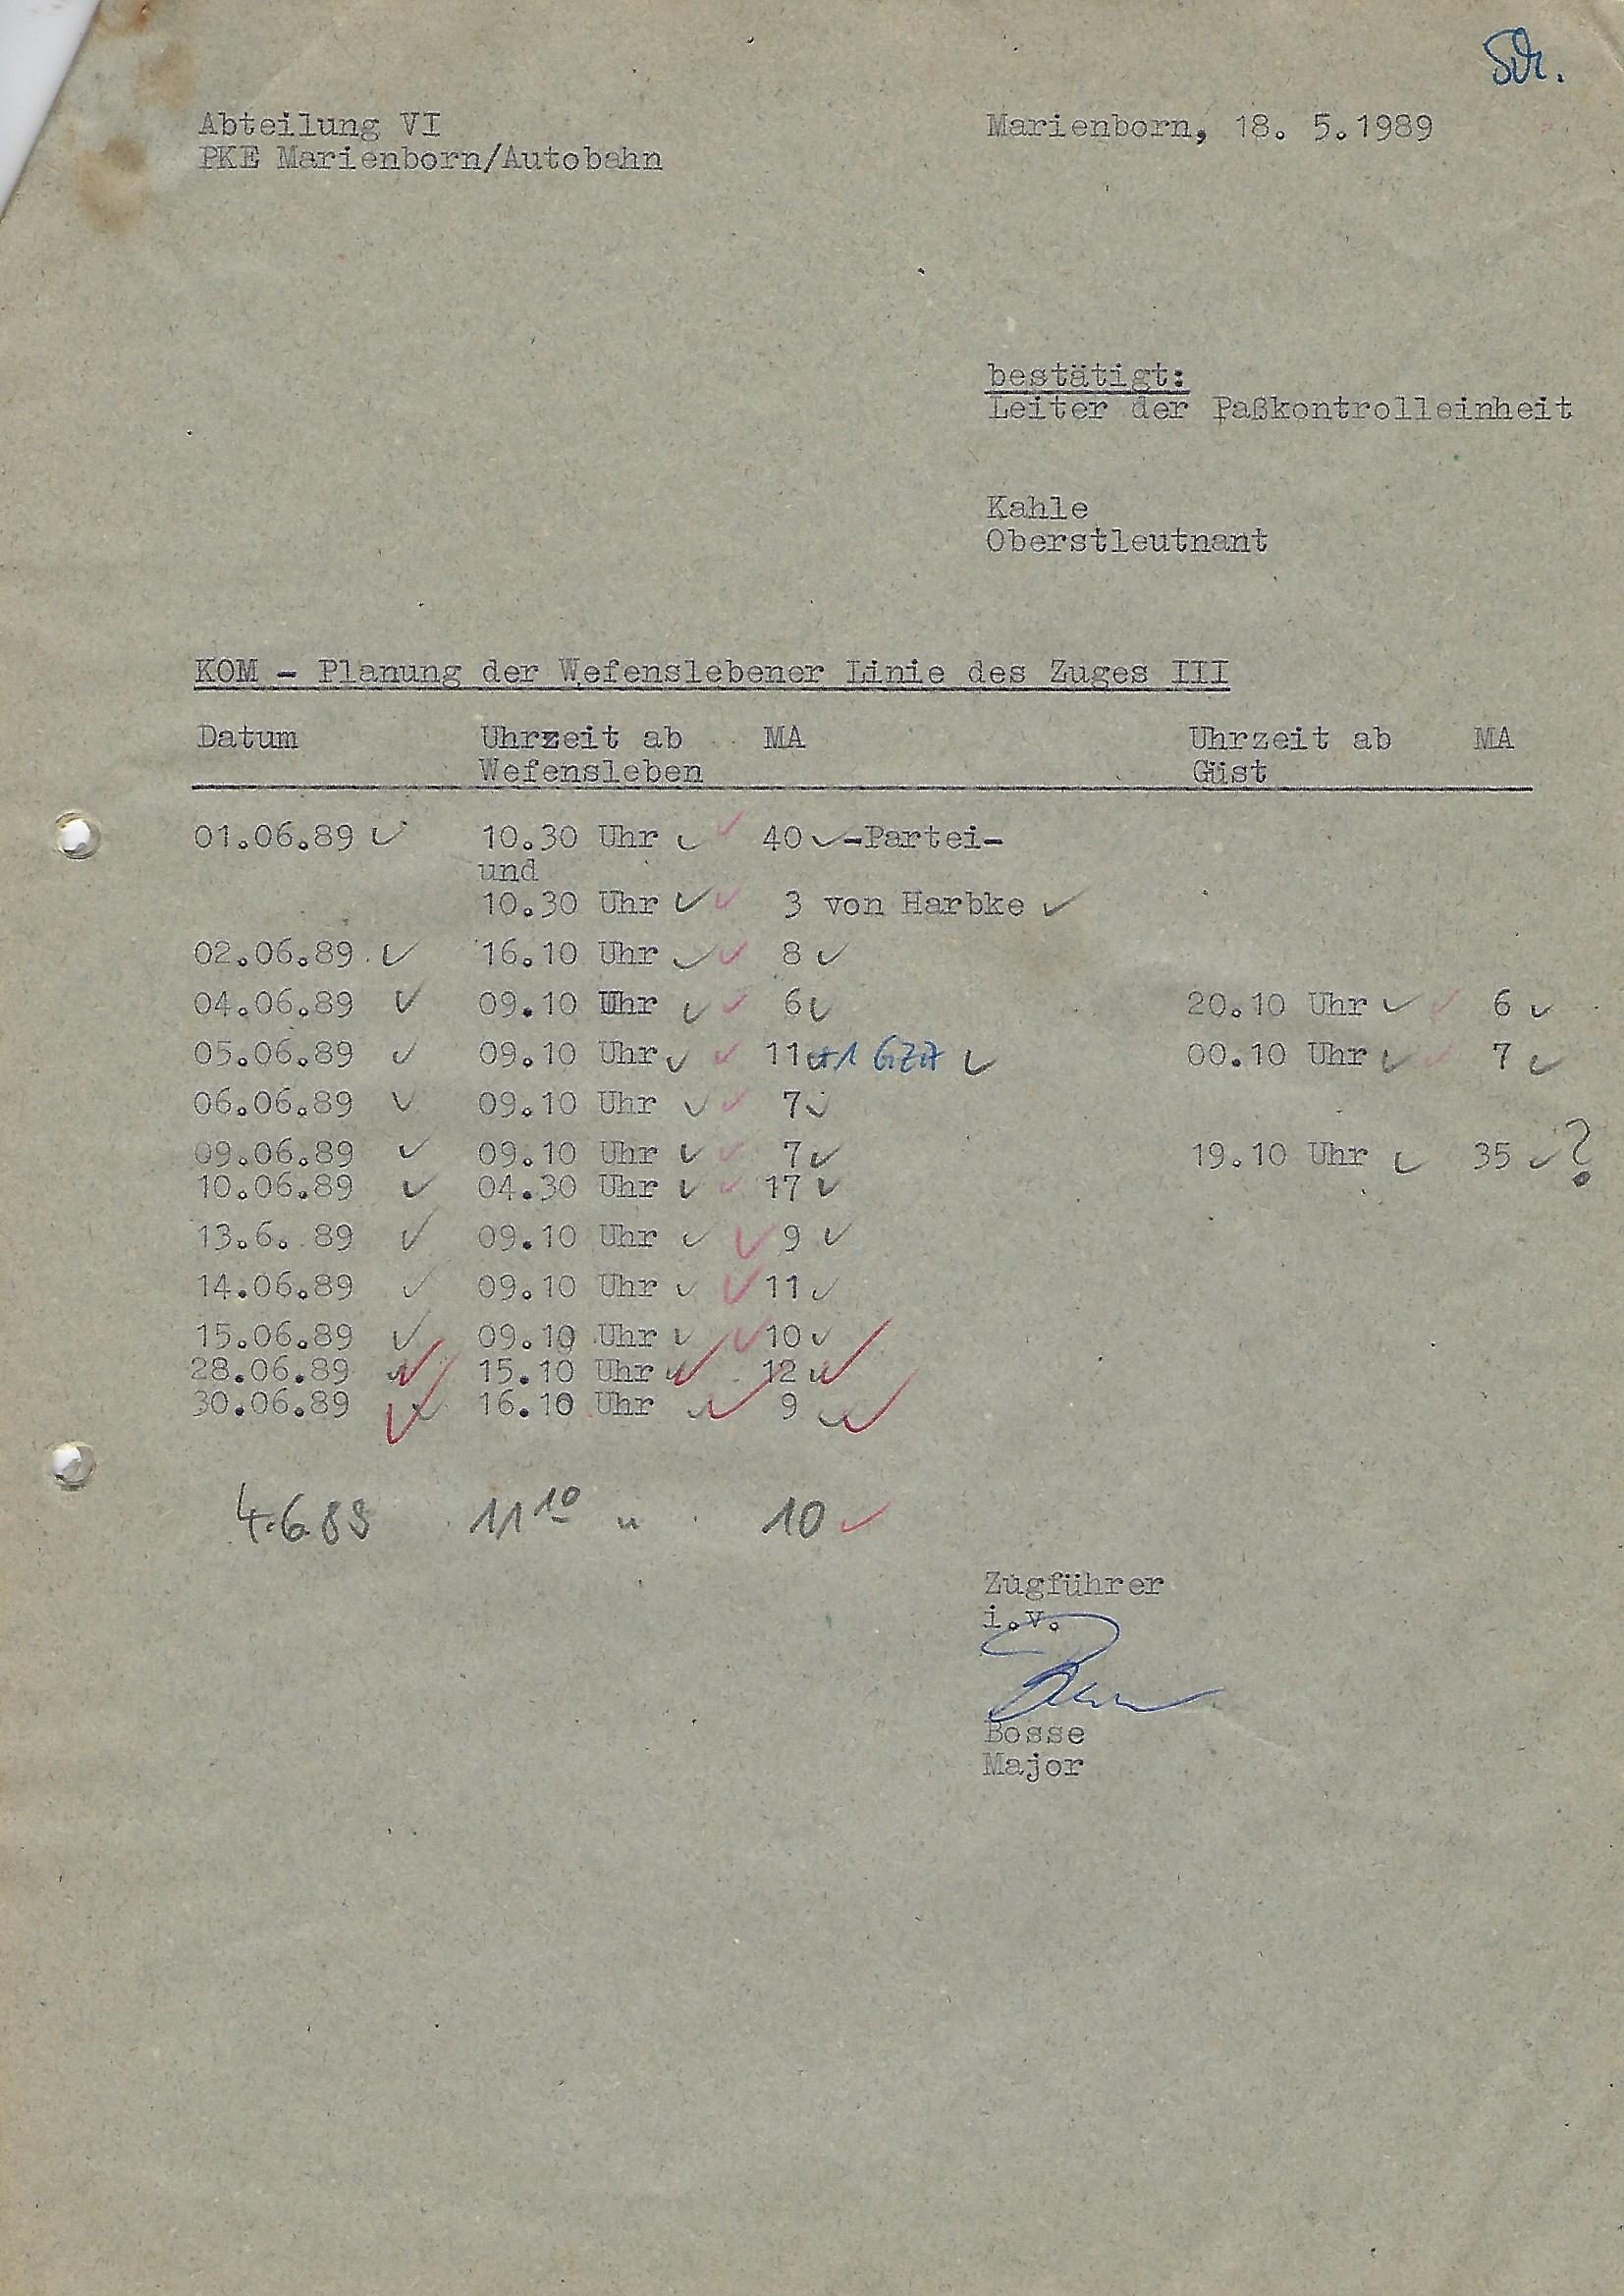 Abteilung VI Marienborn, 18. 5.1989
PKE Marienborn/Autobahn
bestätigt:
Leiter der Paßkontrolleinheit
Kahle
Oberstleutnant
KOM - Planung der Wefenslebener Linie des Zuges III
Datum Uhrzeit ab MA Uhrzeit ab MA
Wefensleben Güst
01.06.89 ✓ 10.30 Uhr ✓ ✓ 40 ✓ -Partei-
und
10.30 Uhr ✓ ✓ 3 von Harbke ✓
02.06.89 ✓ 16.10 Uhr ✓ ✓ 8 ✓
04.06.89 ✓ 09.10 Uhr ✓ ✓ 6 ✓ 20.10 Uhr ✓ ✓ 6 ✓
05.06.89 ✓ 09.10 Uhr ✓ ✓ 11 ✓ +1 GZA ✓ 00.10 Uhr ✓ ✓ 7 ✓
06.06.89 ✓ 09.10 Uhr ✓ ✓ 7 ✓
09.06.89 ✓ 09.10 Uhr ✓ ✓ 7 ✓ 19.10 Uhr ✓ 35 ✓ ?
10.06.89 ✓ 04.30 Uhr ✓ ✓ 17 ✓
13.6. 89 ✓ 09.10 Uhr ✓ ✓ 9 ✓
14.06.89 ✓ 09.10 Uhr ✓ ✓ 11 ✓
15.06.89 ✓ 09.10 Uhr ✓ ✓ 10 ✓
28.06.89 ✓ ✓ 15.10 Uhr ✓ ✓ 12 ✓ ✓
30.06.89 ✓ ✓ 16.10 Uhr ✓ ✓ 9 ✓ ✓
4.6.89 11 10 " 10 ✓
Zugführer
i.v.
Bosse
Major